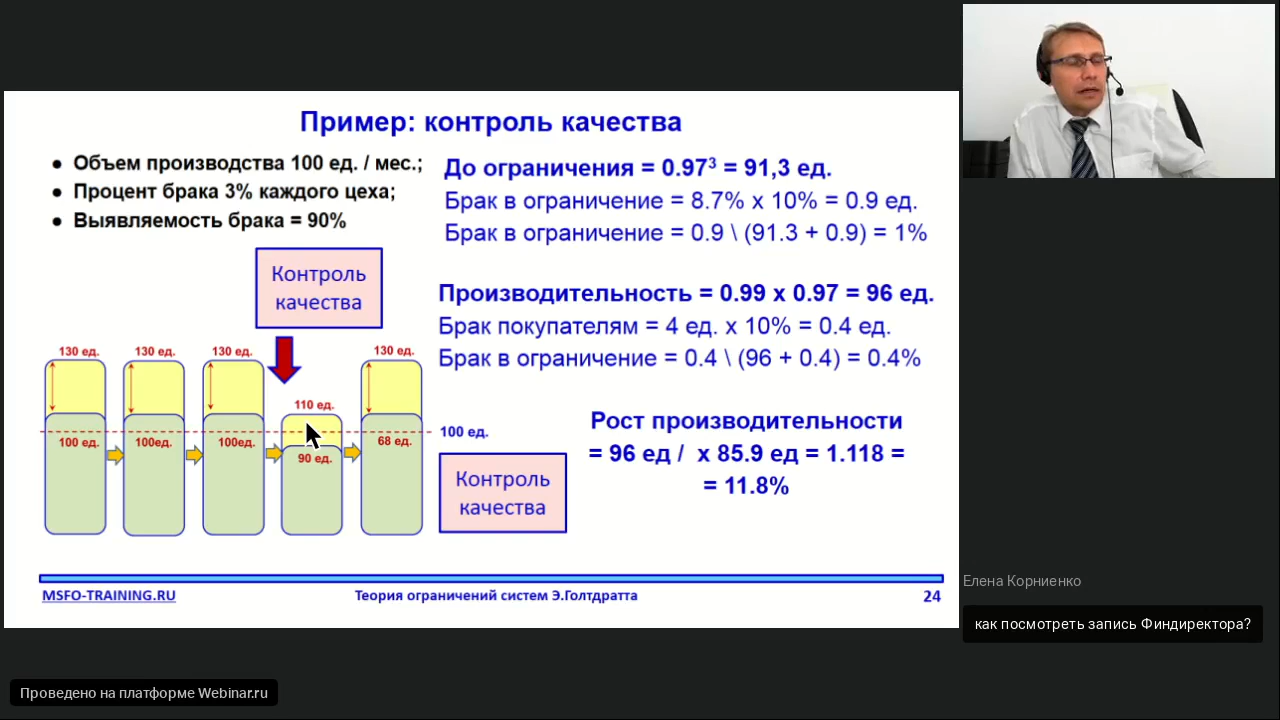 Пример: контроль качества
● Объем производства 100 ед. / мес.;
● Процент брака 3% каждого цеха;
● Выявляемость брака = 90%
До ограничения = 0.97³ = 91,3 ед.
Брак в ограничение = 8.7% x 10% = 0.9 ед.
Брак в ограничение = 0.9 \ (91.3 + 0.9) = 1%
Контроль
качества
Производительность = 0.99 x 0.97 = 96 ед.
Брак покупателям = 4 ед. x 10% = 0.4 ед.
Брак в ограничение = 0.4 \ (96 + 0.4) = 0.4%
130 ед.
130 ед.
130 ед.
130 ед.
110 ед.
100 ед.
100ед.
100ед.
90 ед.
68 ед.
100 ед.
Контроль
качества
Рост производительности
= 96 ед / x 85.9 ед = 1.118 =
= 11.8%
MSFO-TRAINING.RU
Теория ограничений систем Э.Голтдратта
24
Елена Корниенко
как посмотреть запись Финдиректора?
Проведено на платформе Webinar.ru